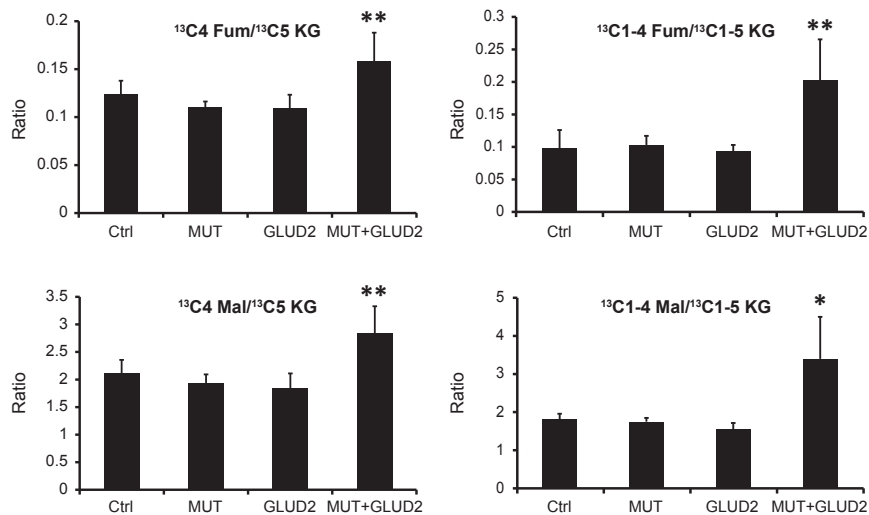 ¹³C4 Fum/¹³C5 KG
**
0.2
0.15
0.1
0.05
0
Ratio
Ctrl MUT GLUD2 MUT+GLUD2
¹³C1-4 Fum/¹³C1-5 KG
**
0.3
0.25
0.2
0.1
0.05
0
Ratio
Ctrl MUT GLUD2 MUT+GLUD2
¹³C4 Mal/¹³C5 KG
**
3.5
3
2.5
2
1.5
1
0.5
0
Ratio
Ctrl MUT GLUD2 MUT+GLUD2
¹³C1-4 Mal/¹³C1-5 KG
*
5
4
3
2
1
0
Ratio
Ctrl MUT GLUD2 MUT+GLUD2